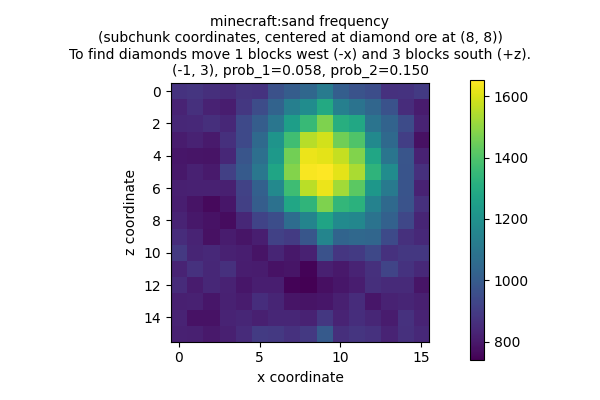 minecraft:sand frequency
(subchunk coordinates, centered at diamond ore at (8, 8))
To find diamonds move 1 blocks west (-x) and 3 blocks south (+z).
(-1, 3), prob_1=0.058, prob_2=0.150
0
2
4
6
8
10
12
14
z coordinate
0
5
10
15
x coordinate
1600
1400
1200
1000
800